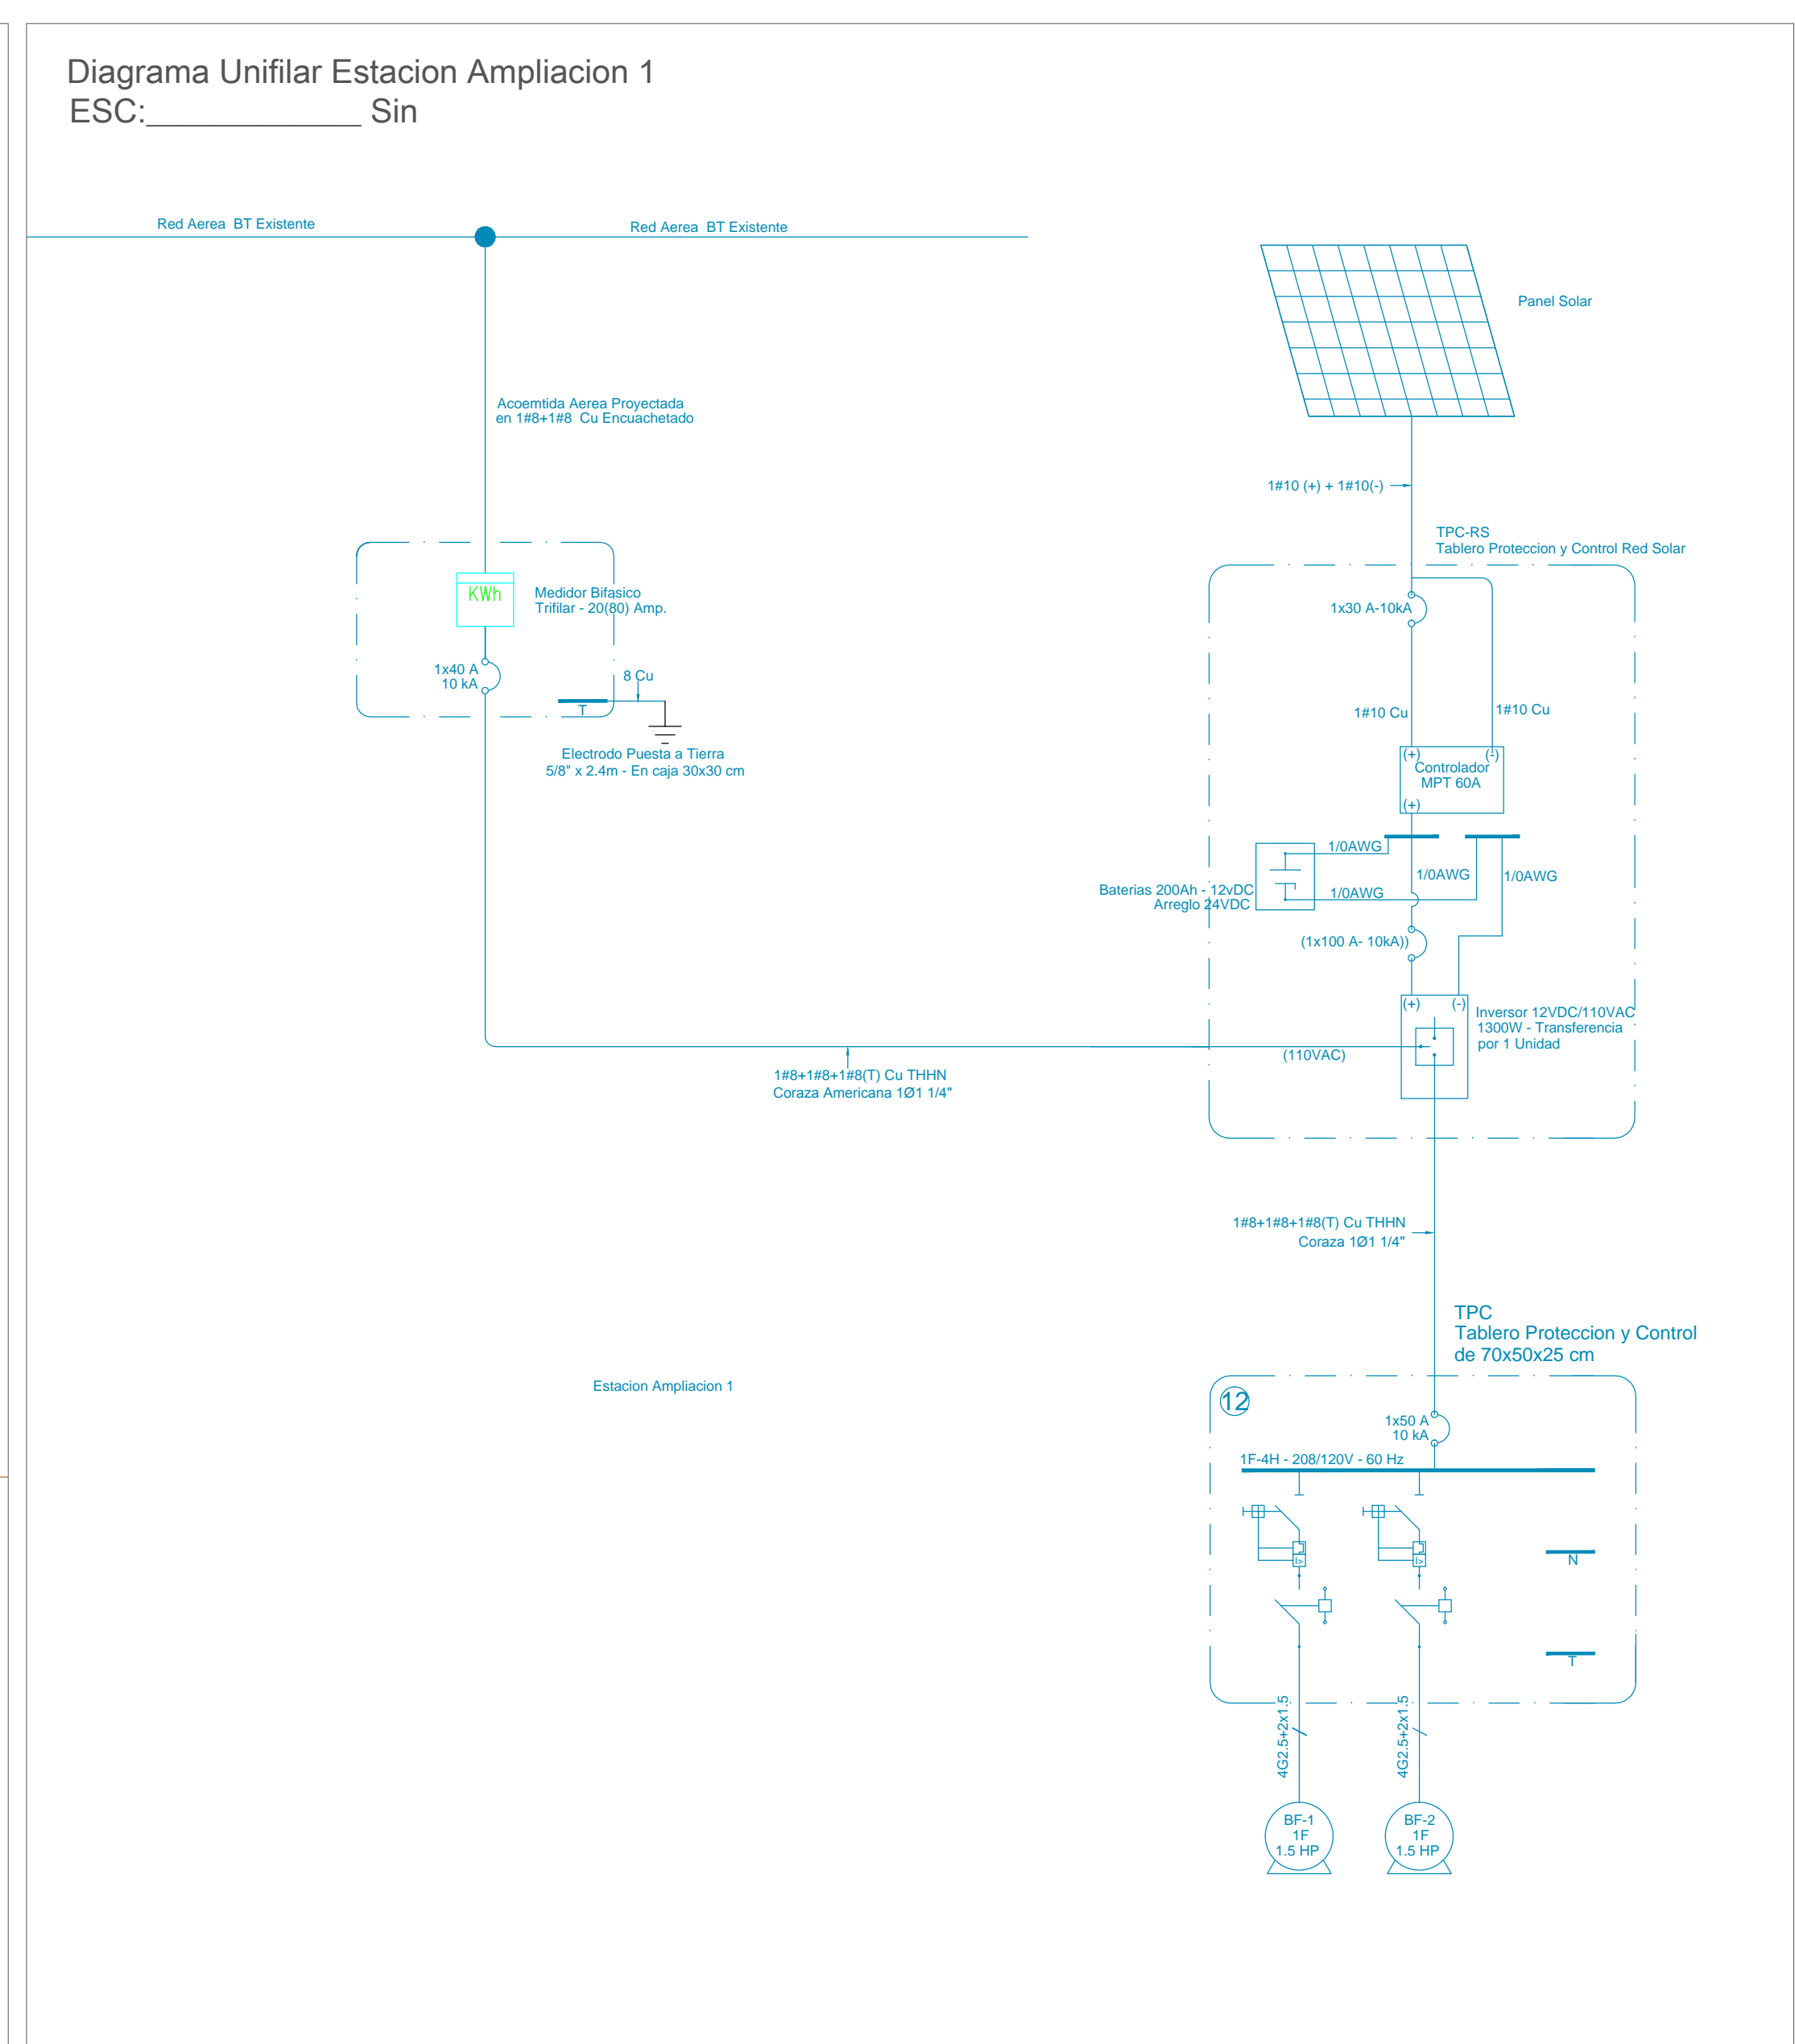 Diagrama Unifilar Estacion Ampliacion 1
ESC:_____________ Sin
Red Aerea BT Existente
Red Aerea BT Existente
Panel Solar
Acoemtida Aerea Proyectada
en 1#8+1#8 Cu Encuachetado
1#10 (+) + 1#10(-)
TPC-RS
Tablero Proteccion y Control Red Solar
KWh
Medidor Bifasico
Trifilar - 20(80) Amp.
1x40 A
10 kA
8 Cu
T
Electrodo Puesta a Tierra
5/8" x 2.4m - En caja 30x30 cm
1x30 A-10kA
1#10 Cu
1#10 Cu
(+)
(-)
Controlador
MPT 60A
(+)
1/0AWG
1/0AWG
1/0AWG
1/0AWG
Baterias 200Ah - 12vDC
Arreglo 24VDC
(1x100 A- 10kA))
(+)
(-)
Inversor 12VDC/110VAC
1300W - Transferencia
por 1 Unidad
(110VAC)
1#8+1#8+1#8(T) Cu THHN
Coraza Americana 1Ø1 1/4"
1#8+1#8+1#8(T) Cu THHN
Coraza 1Ø1 1/4"
TPC
Tablero Proteccion y Control
de 70x50x25 cm
Estacion Ampliacion 1
12
1x50 A
10 kA
1F-4H - 208/120V - 60 Hz
I>
I>
N
T
4G2.5+2x1.5
4G2.5+2x1.5
BF-1
1F
1.5 HP
BF-2
1F
1.5 HP